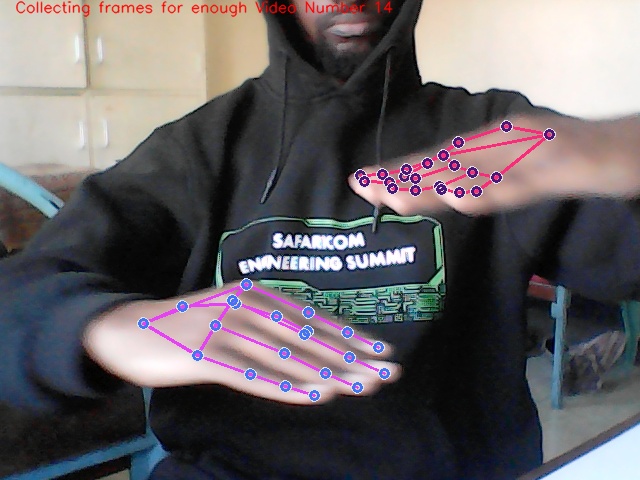 Collecting frames for enough Video Number 14
SAFARICOM
ENGINEERING SUMMIT